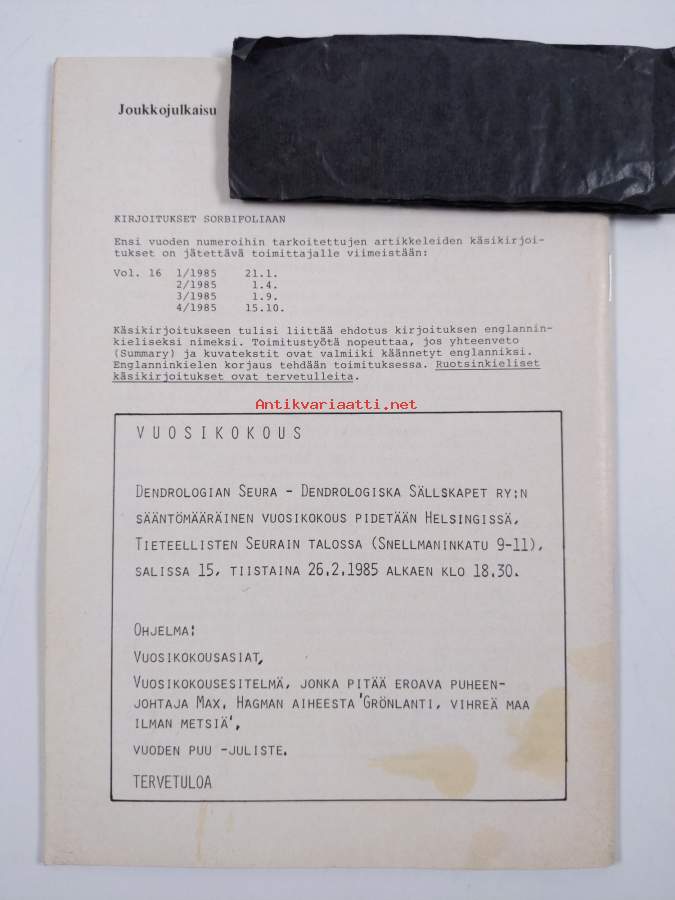 Joukkojulkaisu
KIRJOITUKSET SORBIFOLIAAN
Ensi vuoden numeroihin tarkoitettujen artikkeleiden käsikirjoi-
tukset on jätettävä toimittajalle viimeistään:
Vol. 16 1/1985 21.1.
2/1985 1.4.
3/1985 1.9.
4/1985 15.10.
Käsikirjoitukseen tulisi liittää ehdotus kirjoituksen englannin-
kieliseksi nimeksi. Toimitustyötä nopeuttaa, jos yhteenveto
(Summary) ja kuvatekstit ovat valmiiki käännetyt englanniksi.
Englanninkielen korjaus tehdään toimituksessa. Ruotsinkieliset
käsikirjoitukset ovat tervetulleita.
Antikvariaatti.net
VUOSIKOKOUS
DENDROLOGIAN SEURA - DENDROLOGISKA SÄLLSKAPET RY:N
SÄÄNTÖMÄÄRÄINEN VUOSIKOKOUS PIDETÄÄN HELSINGISSÄ,
TIETEELLISTEN SEURAIN TALOSSA (SNELLMANINKATU 9-11),
SALISSA 15, TIISTAINA 26.2.1985 ALKAEN KLO 18.30.
OHJELMA:
VUOSIKOKOUSASIAT,
VUOSIKOKOUSESITELMÄ, JONKA PITÄÄ EROAVA PUHEEN-
JOHTAJA MAX. HAGMAN AIHEESTA 'GRÖNLANTI, VIHREÄ MAA
ILMAN METSIÄ',
VUODEN PUU -JULISTE.
TERVETULOA